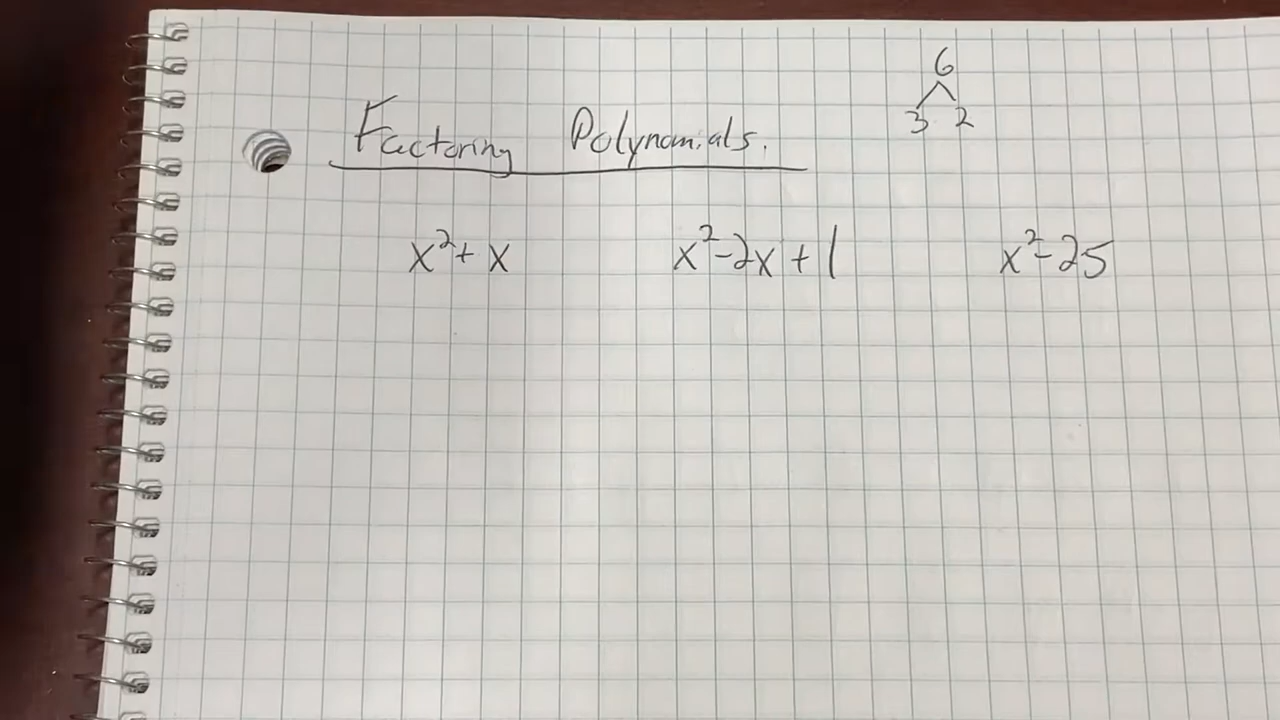 6
3 2
Factoring Polynomials.
x²+ x x²-2x + 1 x²-25